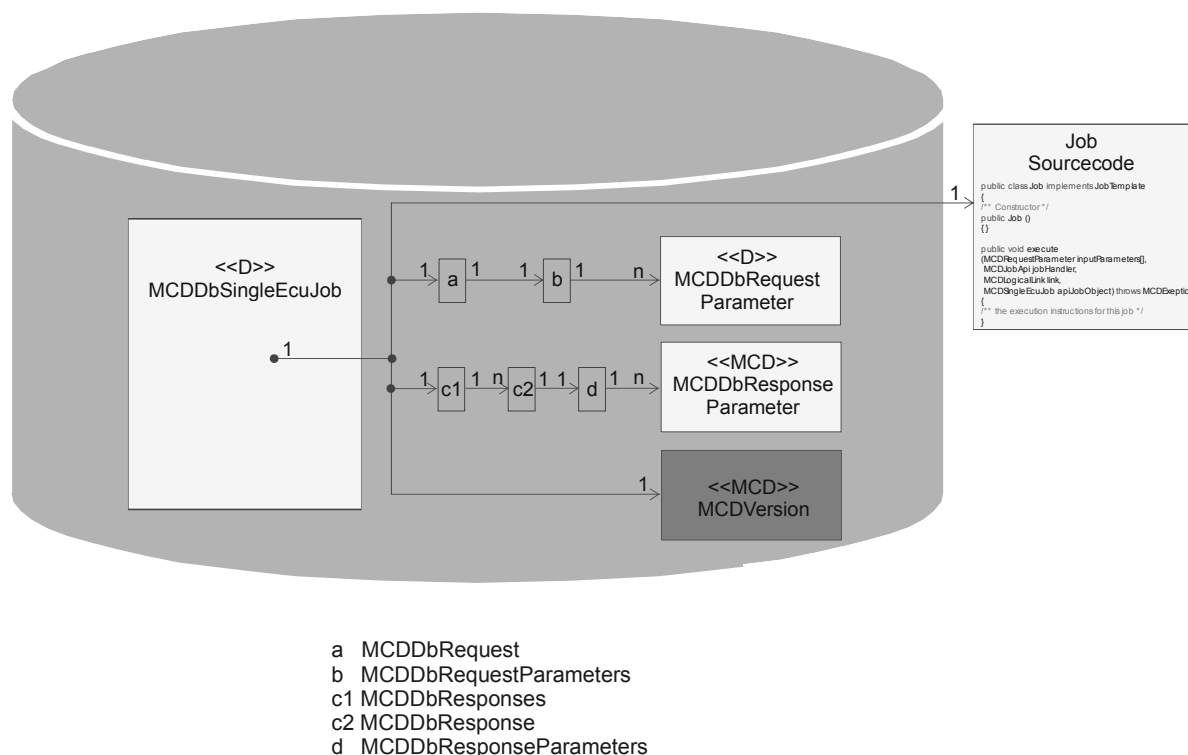 Job
Sourcecode
public class Job implements JobTemplate
{
/** Constructor */
public Job ()
{ }
public void execute
(MCDRequestParameter inputParameters[],
MCDJobApi jobHandler,
MCDLogicalLink link,
MCDSingleEcuJob apiJobObject) throws MCDExeptio
{
/** the execution instructions for this job */
}
1
<<D>>
MCDDbSingleEcuJob
1
1 a 1 1 b 1 n
<<D>>
MCDDbRequest
Parameter
1 c1 1 n c2 1 1 d 1 n
<<MCD>>
MCDDbResponse
Parameter
1
<<MCD>>
MCDVersion
a MCDDbRequest
b MCDDbRequestParameters
c1 MCDDbResponses
c2 MCDDbResponse
d MCDDbResponseParameters